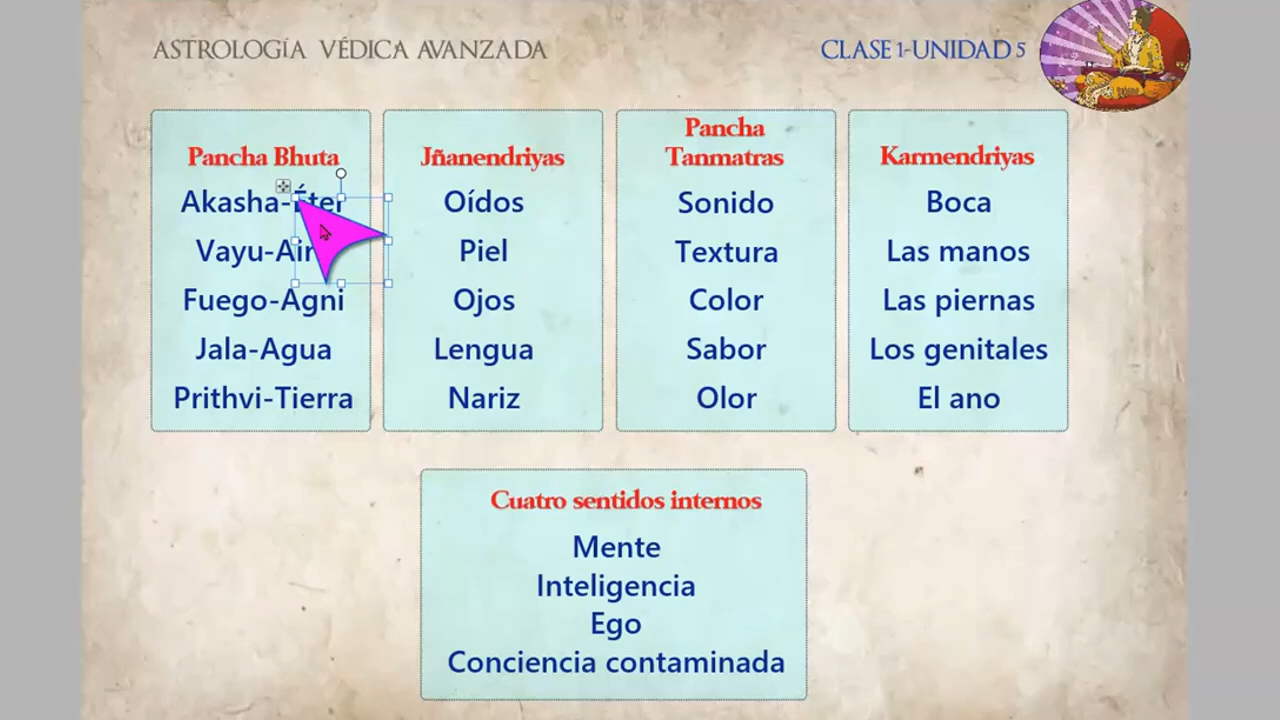 ASTROLOGÍA VÉDICA AVANZADA
CLASE 1-UNIDAD 5
Pancha Bhuta
Akasha-Éter
Vayu-Air
Fuego-Agni
Jala-Agua
Prithvi-Tierra
Jñanendriyas
Oídos
Piel
Ojos
Lengua
Nariz
Pancha
Tanmatras
Sonido
Textura
Color
Sabor
Olor
Karmendriyas
Boca
Las manos
Las piernas
Los genitales
El ano
Cuatro sentidos internos
Mente
Inteligencia
Ego
Conciencia contaminada